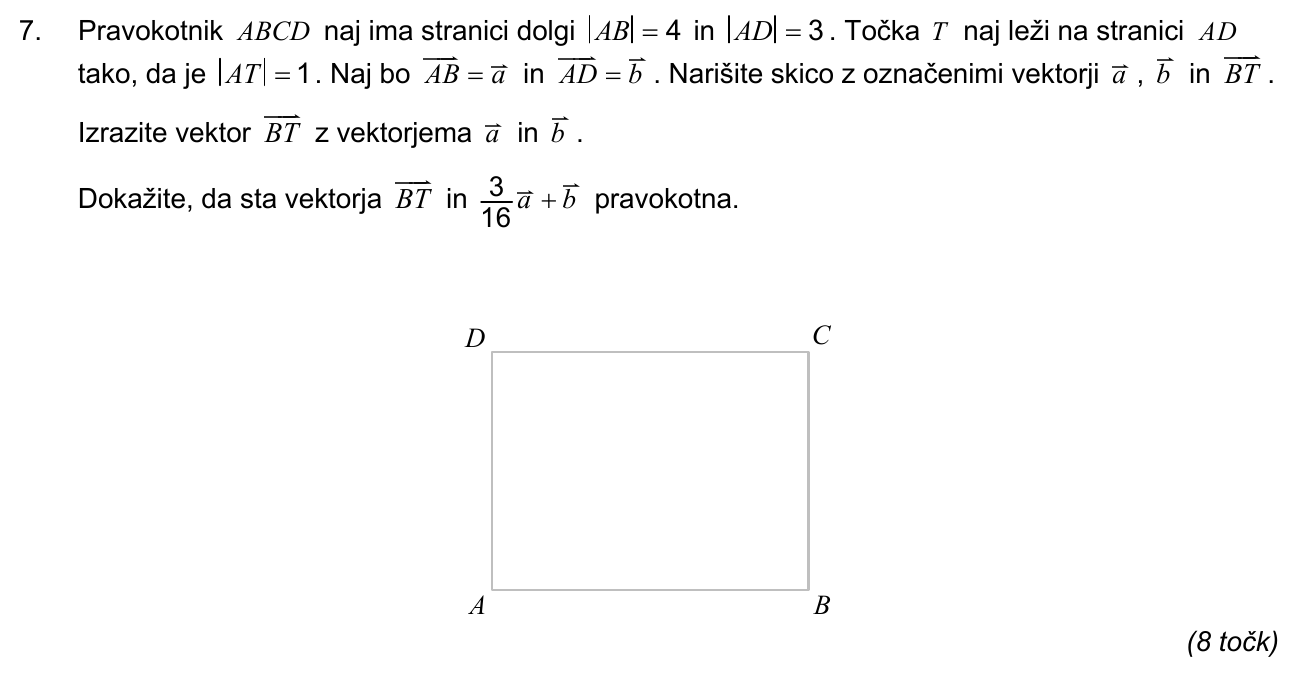 7. Pravokotnik ABCD naj ima stranici dolgi |AB| = 4 in |AD| = 3. Točka T naj leži na stranici AD
tako, da je |AT| = 1. Naj bo $\overrightarrow{AB} = \vec{a}$ in $\overrightarrow{AD} = \vec{b}$. Narišite skico z označenimi vektorji $\vec{a}$, $\vec{b}$ in $\overrightarrow{BT}$.
Izrazite vektor $\overrightarrow{BT}$ z vektorjema $\vec{a}$ in $\vec{b}$.
Dokažite, da sta vektorja $\overrightarrow{BT}$ in $\frac{3}{16}\vec{a} + \vec{b}$ pravokotna.
D C
A B
(8 točk)